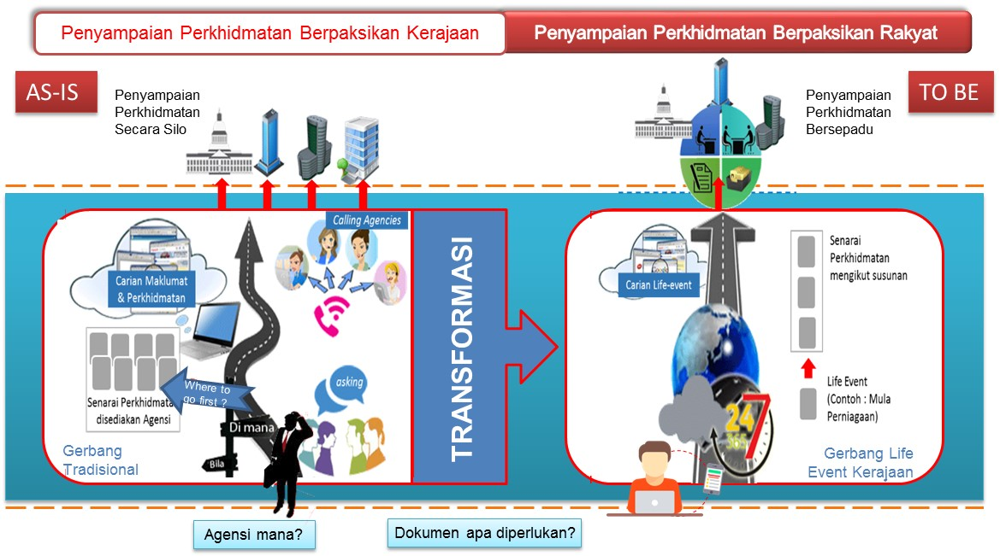 Penyampaian Perkhidmatan Berpaksikan Kerajaan
Penyampaian Perkhidmatan Berpaksikan Rakyat
AS-IS
Penyampaian
Perkhidmatan
Secara Silo
Penyampaian
Perkhidmatan
Bersepadu
TO BE
Calling Agencies
Carian Maklumat
& Perkhidmatan
Where to
go first ?
Senarai Perkhidmata
disediakan Agensi
asking
Di mana
Bila
Gerbang
Tradisional
TRANSFORMASI
Carian Life-event
Senarai
Perkhidmatan
mengikut susunan
Life Event
(Contoh : Mula
Perniagaan)
24
7
365
Gerbang Life
Event Kerajaan
Agensi mana?
Dokumen apa diperlukan?